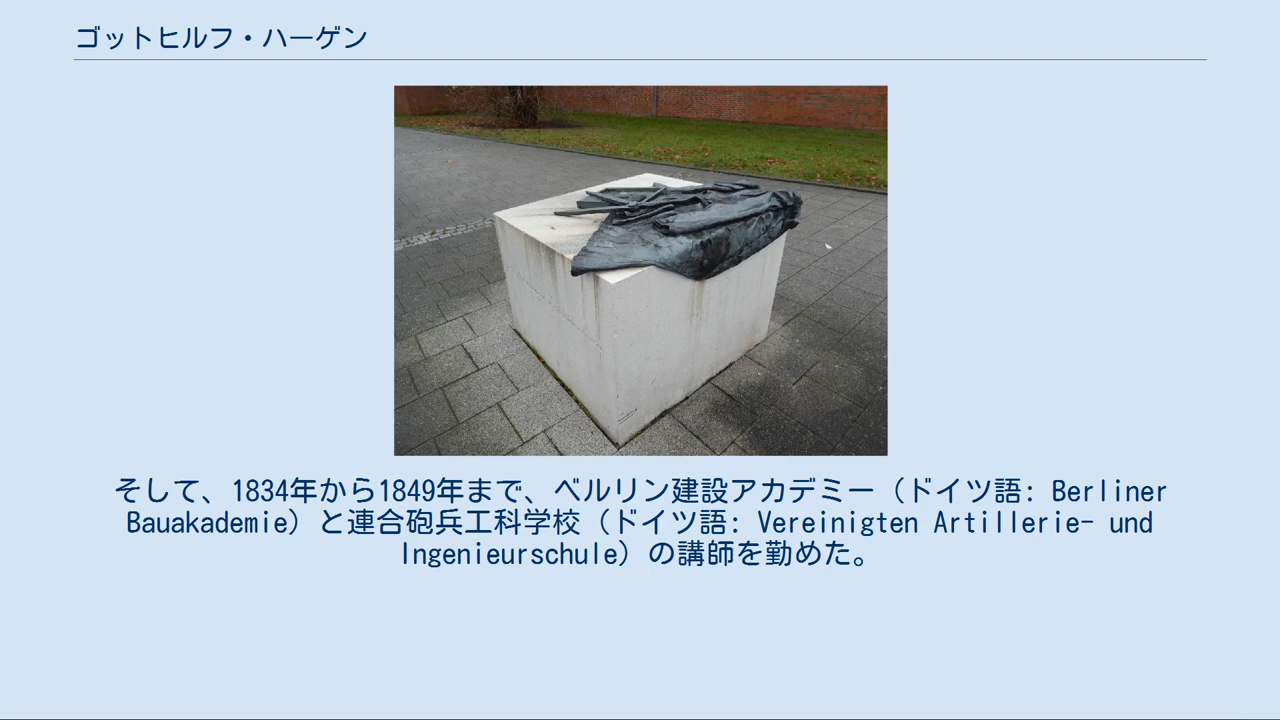 ゴットヒルフ・ハーゲン
そして、1834年から1849年まで、ベルリン建設アカデミー（ドイツ語: Berliner
Bauakademie）と連合砲兵工科学校（ドイツ語: Vereinigten Artillerie- und
Ingenieurschule）の講師を勤めた。